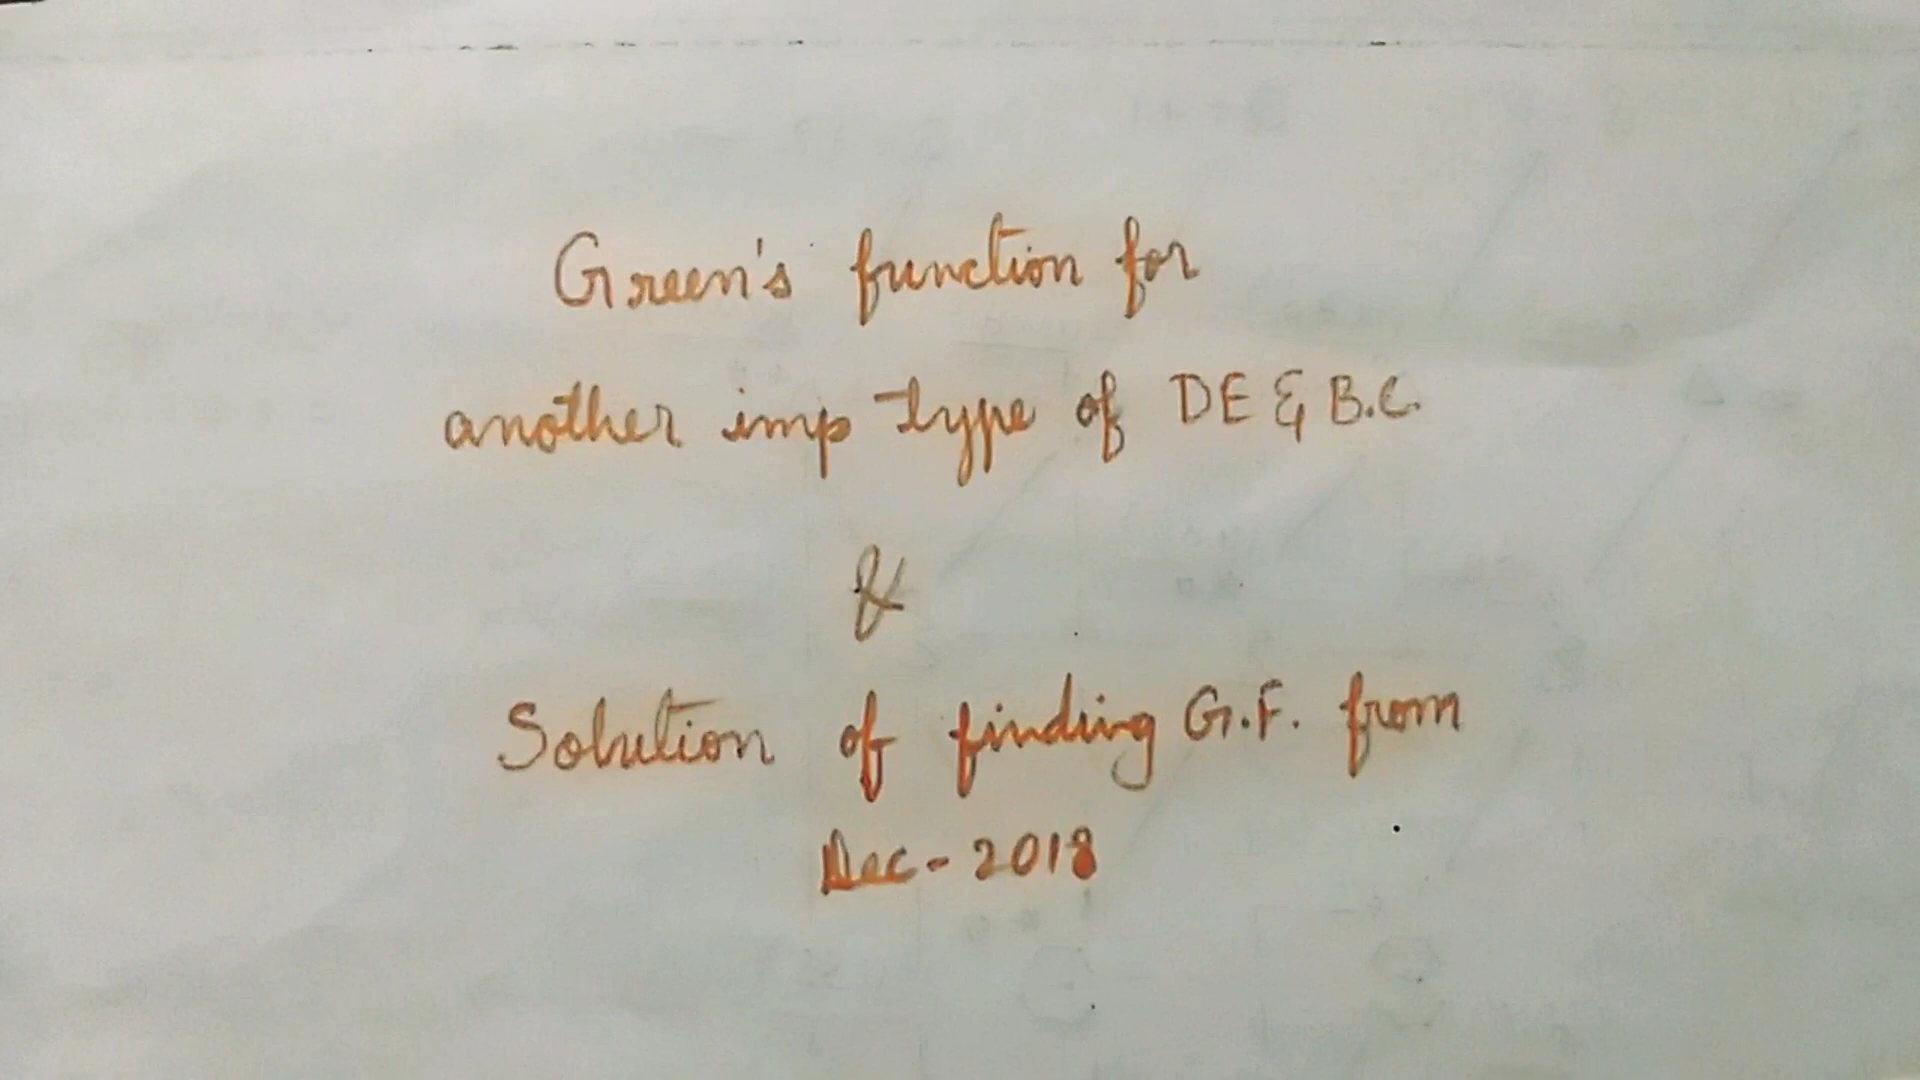 Green's function for
another imp type of DE & B.C.
&
Solution of finding G.F. from
Dec-2018